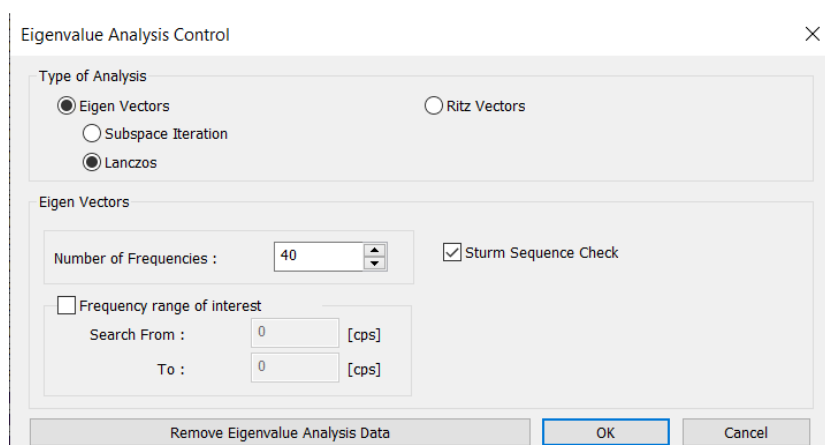 Eigenvalue Analysis Control
Type of Analysis
Eigen Vectors
Ritz Vectors
Subspace Iteration
Lanczos
Eigen Vectors
Number of Frequencies :
40
Sturm Sequence Check
Frequency range of interest
Search From :
0
[cps]
To :
0
[cps]
Remove Eigenvalue Analysis Data
OK
Cancel